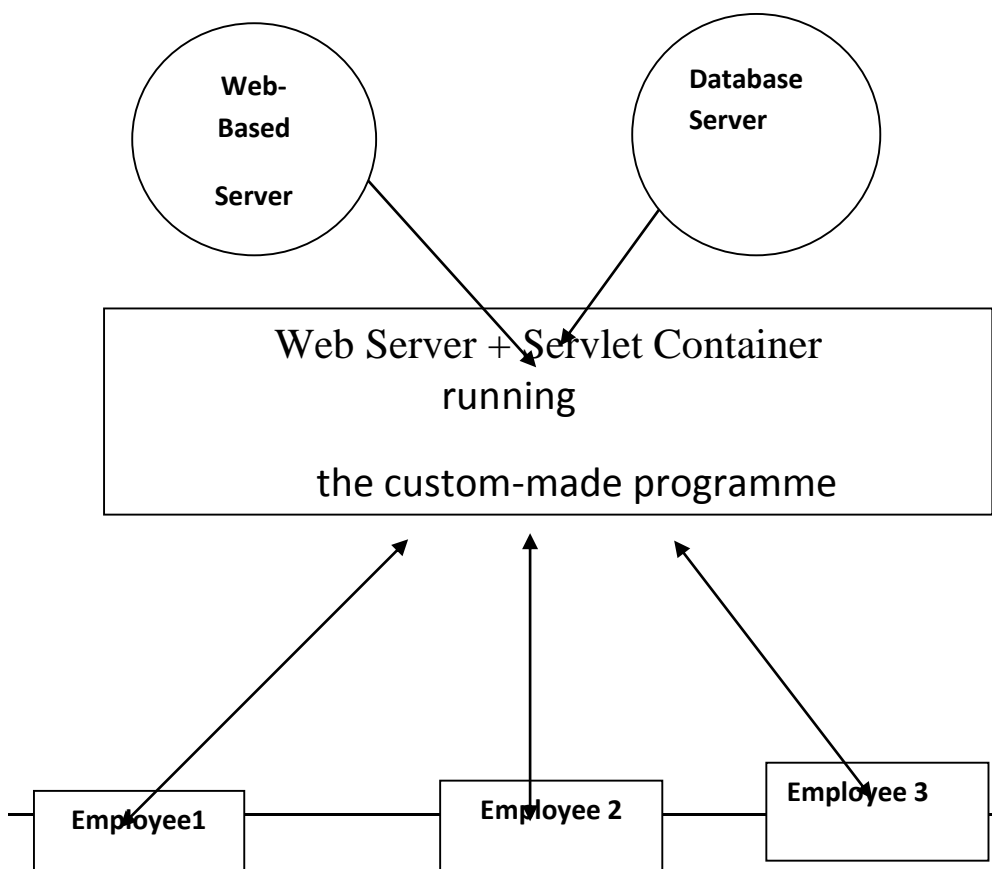 Web-
Based
Server
Database
Server
Web Server + Servlet Container
running
the custom-made programme
Employee1
Employee 2
Employee 3